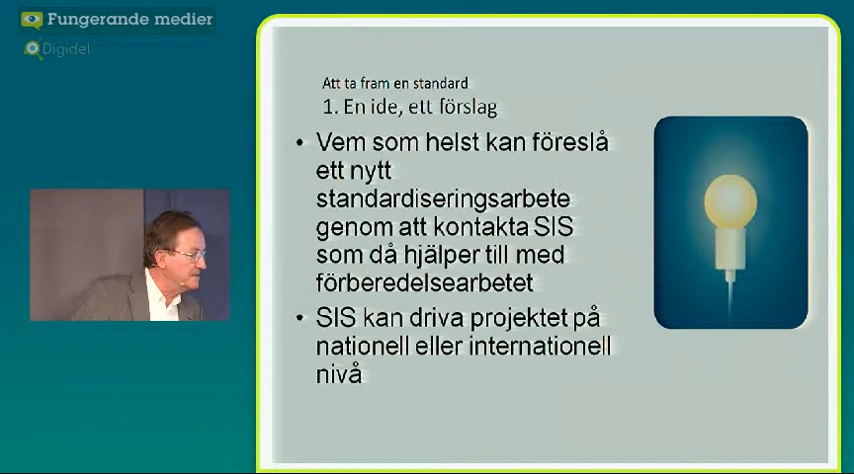 Fungerande medier
Digidel
Att ta fram en standard
1. En ide, ett förslag
• Vem som helst kan föreslå
ett nytt
standardiseringsarbete
genom att kontakta SIS
som då hjälper till med
förberedelsearbetet
• SIS kan driva projektet på
nationell eller internationell
nivå